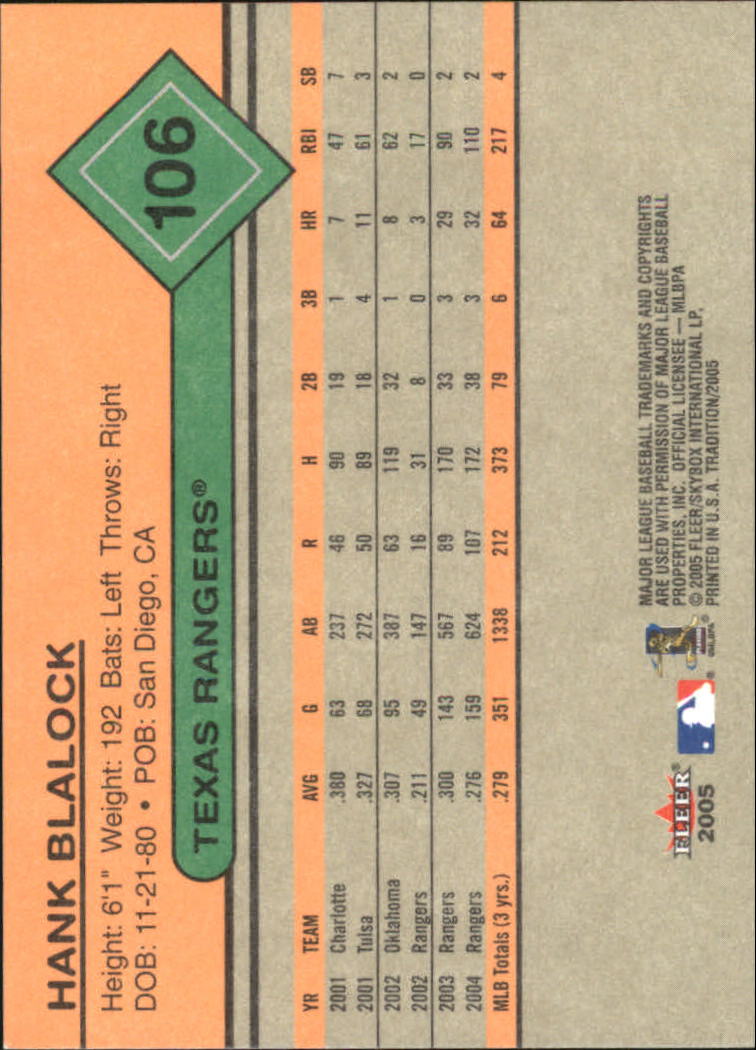 HANK BLALOCK
Height: 6'1" Weight: 192 Bats: Left Throws: Right
DOB: 11-21-80 • POB: San Diego, CA
106
TEXAS RANGERS®
YR TEAM AVG G AB R H 2B 3B HR RBI SB
2001 Charlotte .380 63 237 46 90 19 1 7 47 7
2001 Tulsa .327 68 272 50 89 18 4 11 61 3
2002 Oklahoma .307 95 387 63 119 32 1 8 62 2
2002 Rangers .211 49 147 16 31 8 0 3 17 0
2003 Rangers .300 143 567 89 170 33 3 29 90 2
2004 Rangers .276 159 624 107 172 38 3 32 110 2
MLB Totals (3 yrs.) .279 351 1338 212 373 79 6 64 217 4
FLEER®
2005
MAJOR LEAGUE BASEBALL TRADEMARKS AND COPYRIGHTS
ARE USED WITH PERMISSION OF MAJOR LEAGUE BASEBALL
PROPERTIES, INC. OFFICIAL LICENSEE — MLBPA
© 2005 FLEER/SKYBOX INTERNATIONAL LP.
PRINTED IN U.S.A. TRADITION/2005